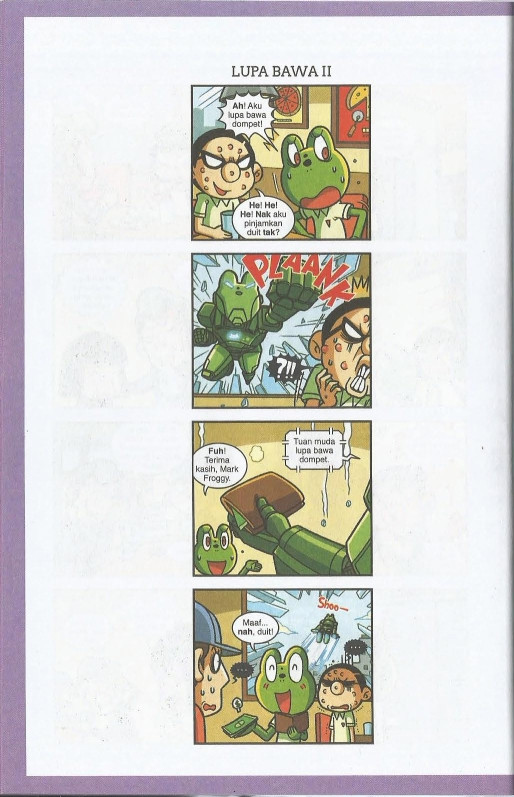 LUPA BAWA II
Ah! Aku
lupa bawa
dompet!
He! He!
He! Nak aku
pinjamkan
duit tak?
PLAANK
?!!
Tuan muda
lupa bawa
dompet.
Fuh!
Terima
kasih, Mark
Froggy.
Shoo—
Maaf...
nah, duit!
...
...